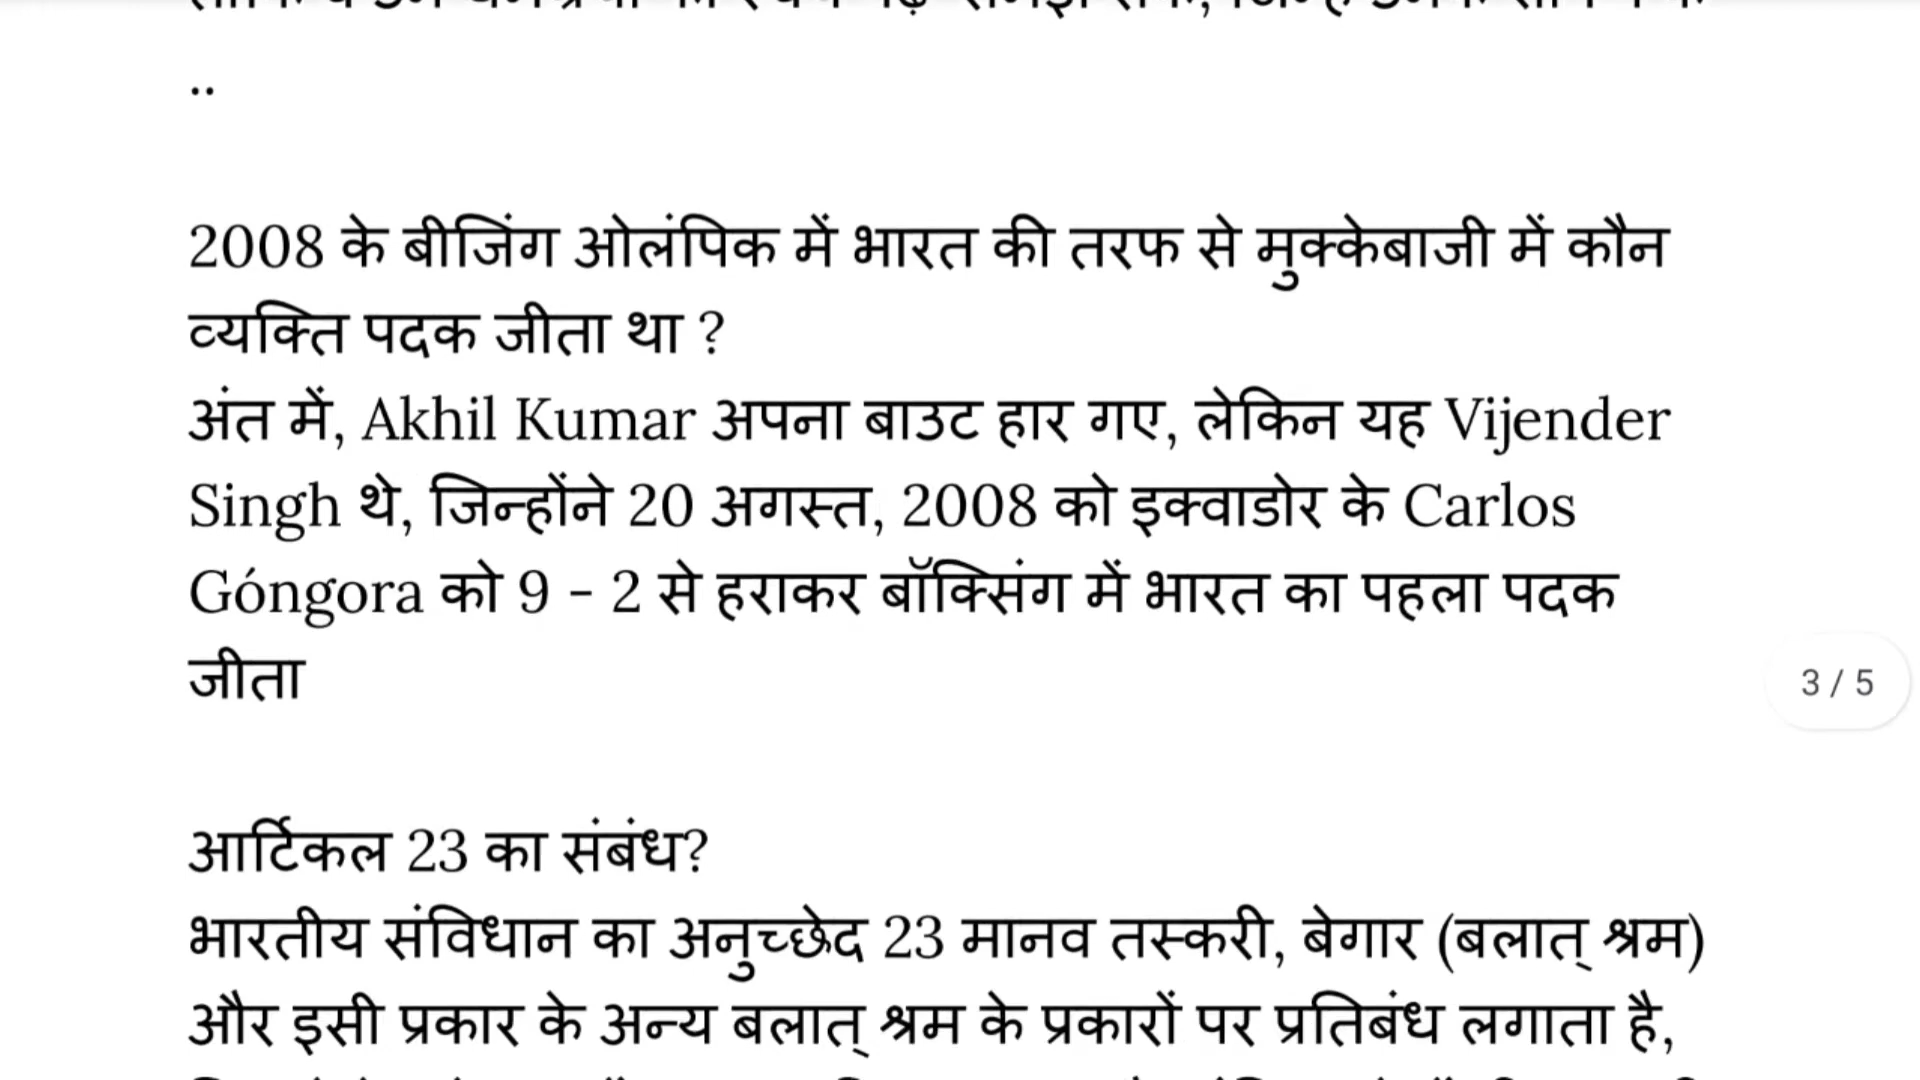 ..
2008 के बीजिंग ओलंपिक में भारत की तरफ से मुक्केबाजी में कौन
व्यक्ति पदक जीता था ?
अंत में, Akhil Kumar अपना बाउट हार गए, लेकिन यह Vijender
Singh थे, जिन्होंने 20 अगस्त, 2008 को इक्वाडोर के Carlos
Góngora को 9 - 2 से हराकर बॉक्सिंग में भारत का पहला पदक
जीता
3 / 5
आर्टिकल 23 का संबंध?
भारतीय संविधान का अनुच्छेद 23 मानव तस्करी, बेगार (बलात् श्रम)
और इसी प्रकार के अन्य बलात् श्रम के प्रकारों पर प्रतिबंध लगाता है,